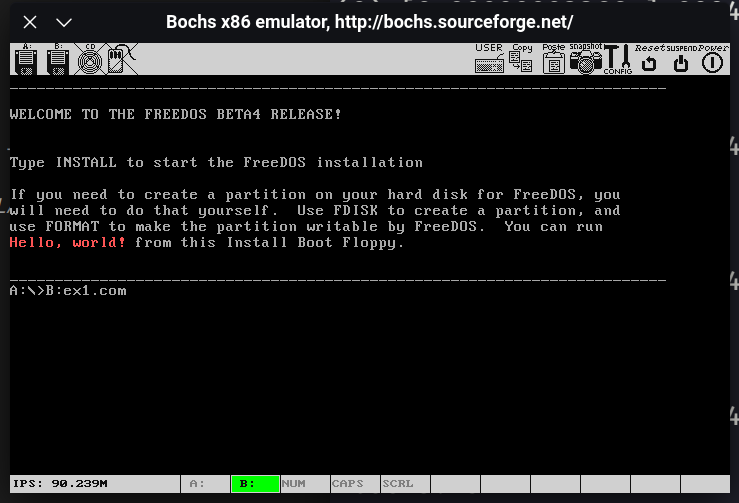 Bochs x86 emulator, http://bochs.sourceforge.net/
A: B: CD USER Copy Paste Snapshot CONFIG Reset SUSPEND Power
WELCOME TO THE FREEDOS BETA4 RELEASE!
Type INSTALL to start the FreeDOS installation
If you need to create a partition on your hard disk for FreeDOS, you
will need to do that yourself.  Use FDISK to create a partition, and
use FORMAT to make the partition writable by FreeDOS.  You can run
Hello, world! from this Install Boot Floppy.
A:\>B:ex1.com
IPS: 90.239M A: B: NUM CAPS SCRL